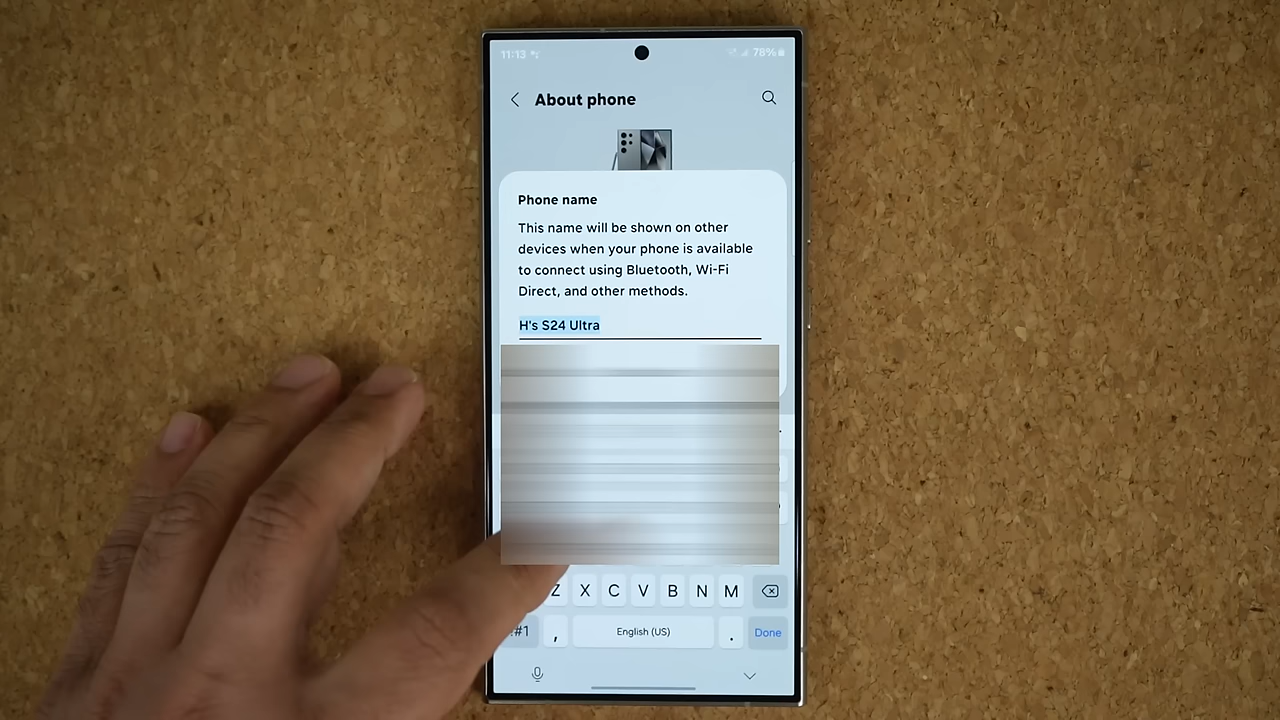 11:13
78%
About phone
Phone name
This name will be shown on other
devices when your phone is available
to connect using Bluetooth, Wi-Fi
Direct, and other methods.
H's S24 Ultra
Z X C V B N M
#1 , English (US) . Done